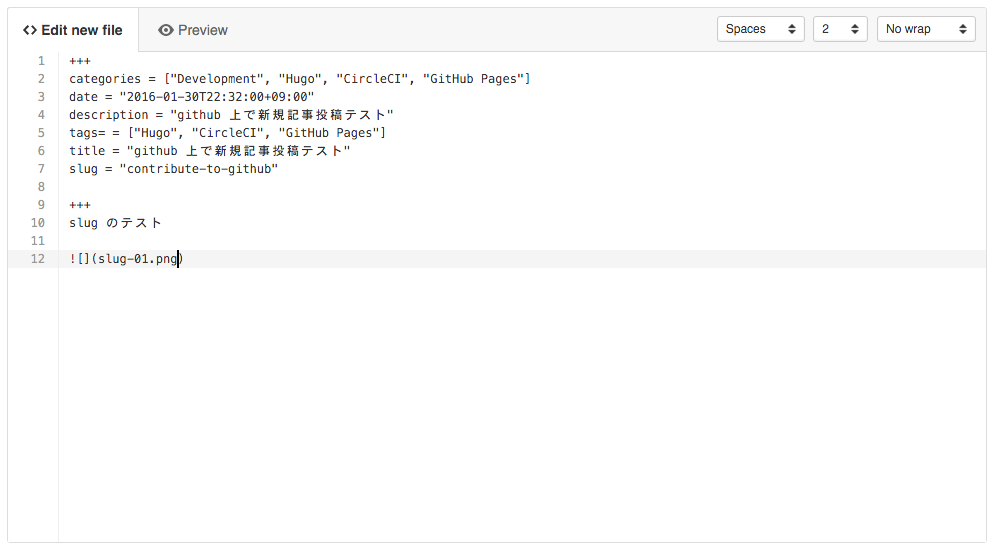 <> Edit new file Preview Spaces 2 No wrap
1 +++
2 categories = ["Development", "Hugo", "CircleCI", "GitHub Pages"]
3 date = "2016-01-30T22:32:00+09:00"
4 description = "github 上で新規記事投稿テスト"
5 tags= = ["Hugo", "CircleCI", "GitHub Pages"]
6 title = "github 上で新規記事投稿テスト"
7 slug = "contribute-to-github"
8
9 +++
10 slug のテスト
11
12 ![](slug-01.png)